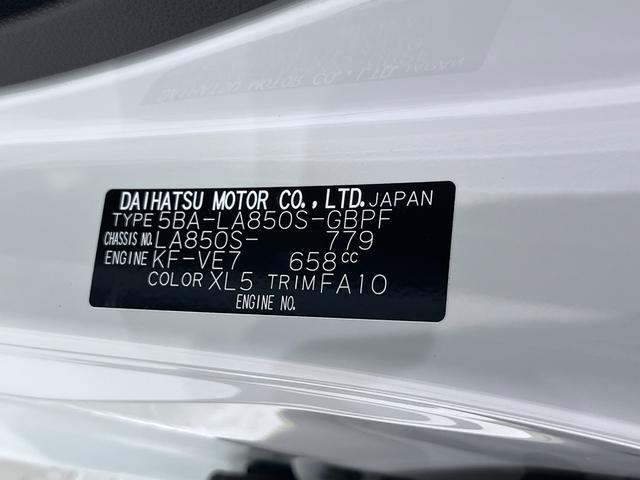 DAIHATSU MOTOR CO., LTD. JAPAN
TYPE 5BA-LA850S-GBPF
CHASSIS NO. LA850S- 779
ENGINE KF-VE7 658cc
COLOR XL5 TRIM FA10
ENGINE NO.